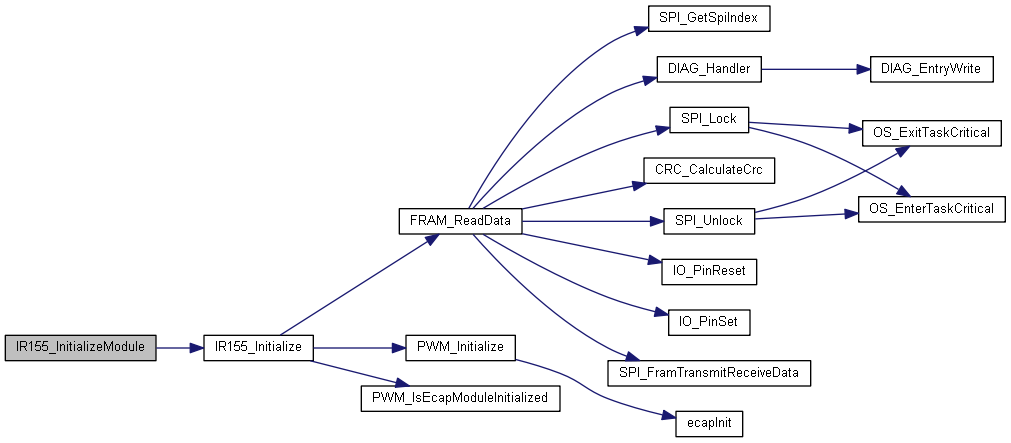 SPI_GetSpiIndex
DIAG_Handler
DIAG_EntryWrite
SPI_Lock
OS_ExitTaskCritical
CRC_CalculateCrc
FRAM_ReadData
SPI_Unlock
OS_EnterTaskCritical
IO_PinReset
IO_PinSet
IR155_InitializeModule
IR155_Initialize
PWM_Initialize
SPI_FramTransmitReceiveData
PWM_IsEcapModuleInitialized
ecapInit